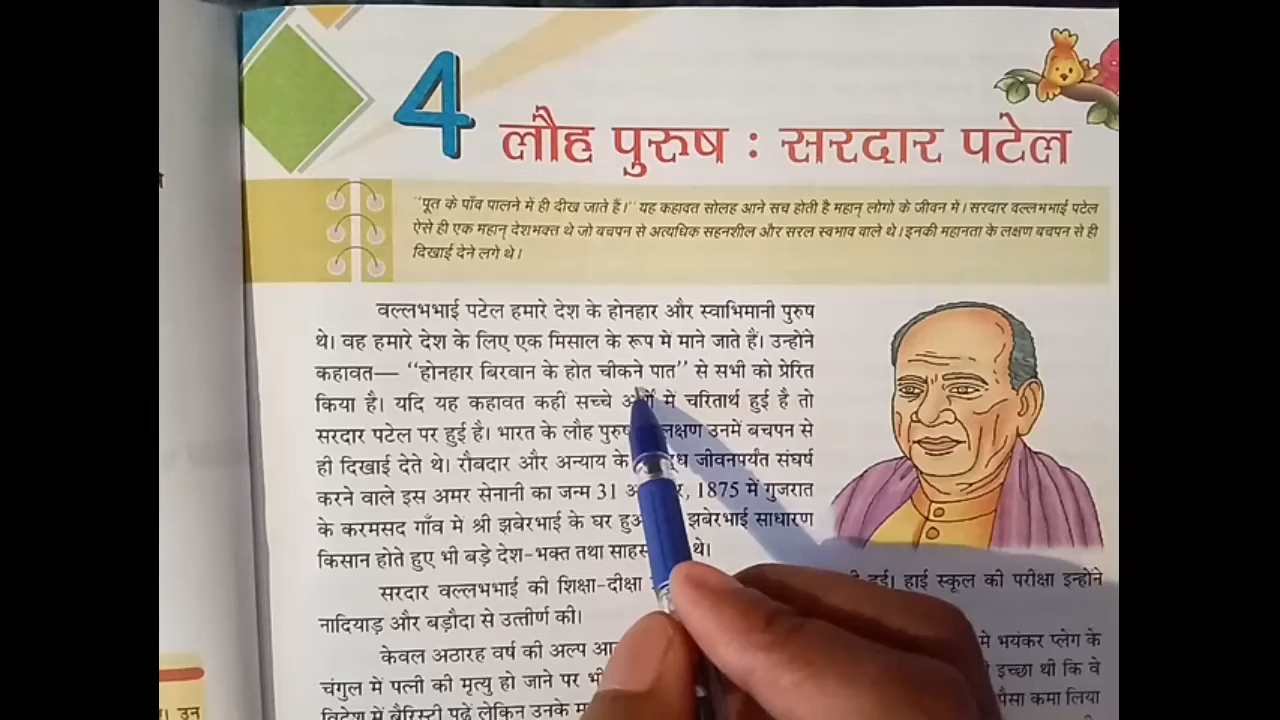 4
लौह पुरुष : सरदार पटेल
"पूत के पाँव पालने में ही दीख जाते हैं।" यह कहावत सोलह आने सच होती है महान् लोगो के जीवन में। सरदार वल्लभभाई पटेल
ऐसे ही एक महान् देशभक्त थे जो बचपन से अत्यधिक सहनशील और सरल स्वभाव वाले थे। इनकी महानता के लक्षण बचपन से ही
दिखाई देने लगे थे।
वल्लभभाई पटेल हमारे देश के होनहार और स्वाभिमानी पुरुष
थे। वह हमारे देश के लिए एक मिसाल के रूप में माने जाते हैं। उन्होंने
कहावत— "होनहार बिरवान के होत चीकने पात" से सभी को प्रेरित
किया है। यदि यह कहावत कहीं सच्चे में चरितार्थ हुई है तो
सरदार पटेल पर हुई है। भारत के लौह पुरुष लक्षण उनमें बचपन से
ही दिखाई देते थे। रौबदार और अन्याय के जीवनपर्यंत संघर्ष
करने वाले इस अमर सेनानी का जन्म 31 1875 में गुजरात
के करमसद गाँव में श्री झबेरभाई के घर झबेरभाई साधारण
किसान होते हुए भी बड़े देश-भक्त तथा थे।
सरदार वल्लभभाई की शिक्षा-दीक्षा हुई। हाई स्कूल की परीक्षा इन्होंने
नादियाड़ और बड़ौदा से उत्तीर्ण की।
केवल अठारह वर्ष की अल्प में भयंकर प्लेग के
चंगुल में पत्नी की मृत्यु हो जाने पर भी इच्छा थी कि वे
विदेश में बैरिस्टी पढ़ें लेकिन उनके पैसा कमा लिया
उन